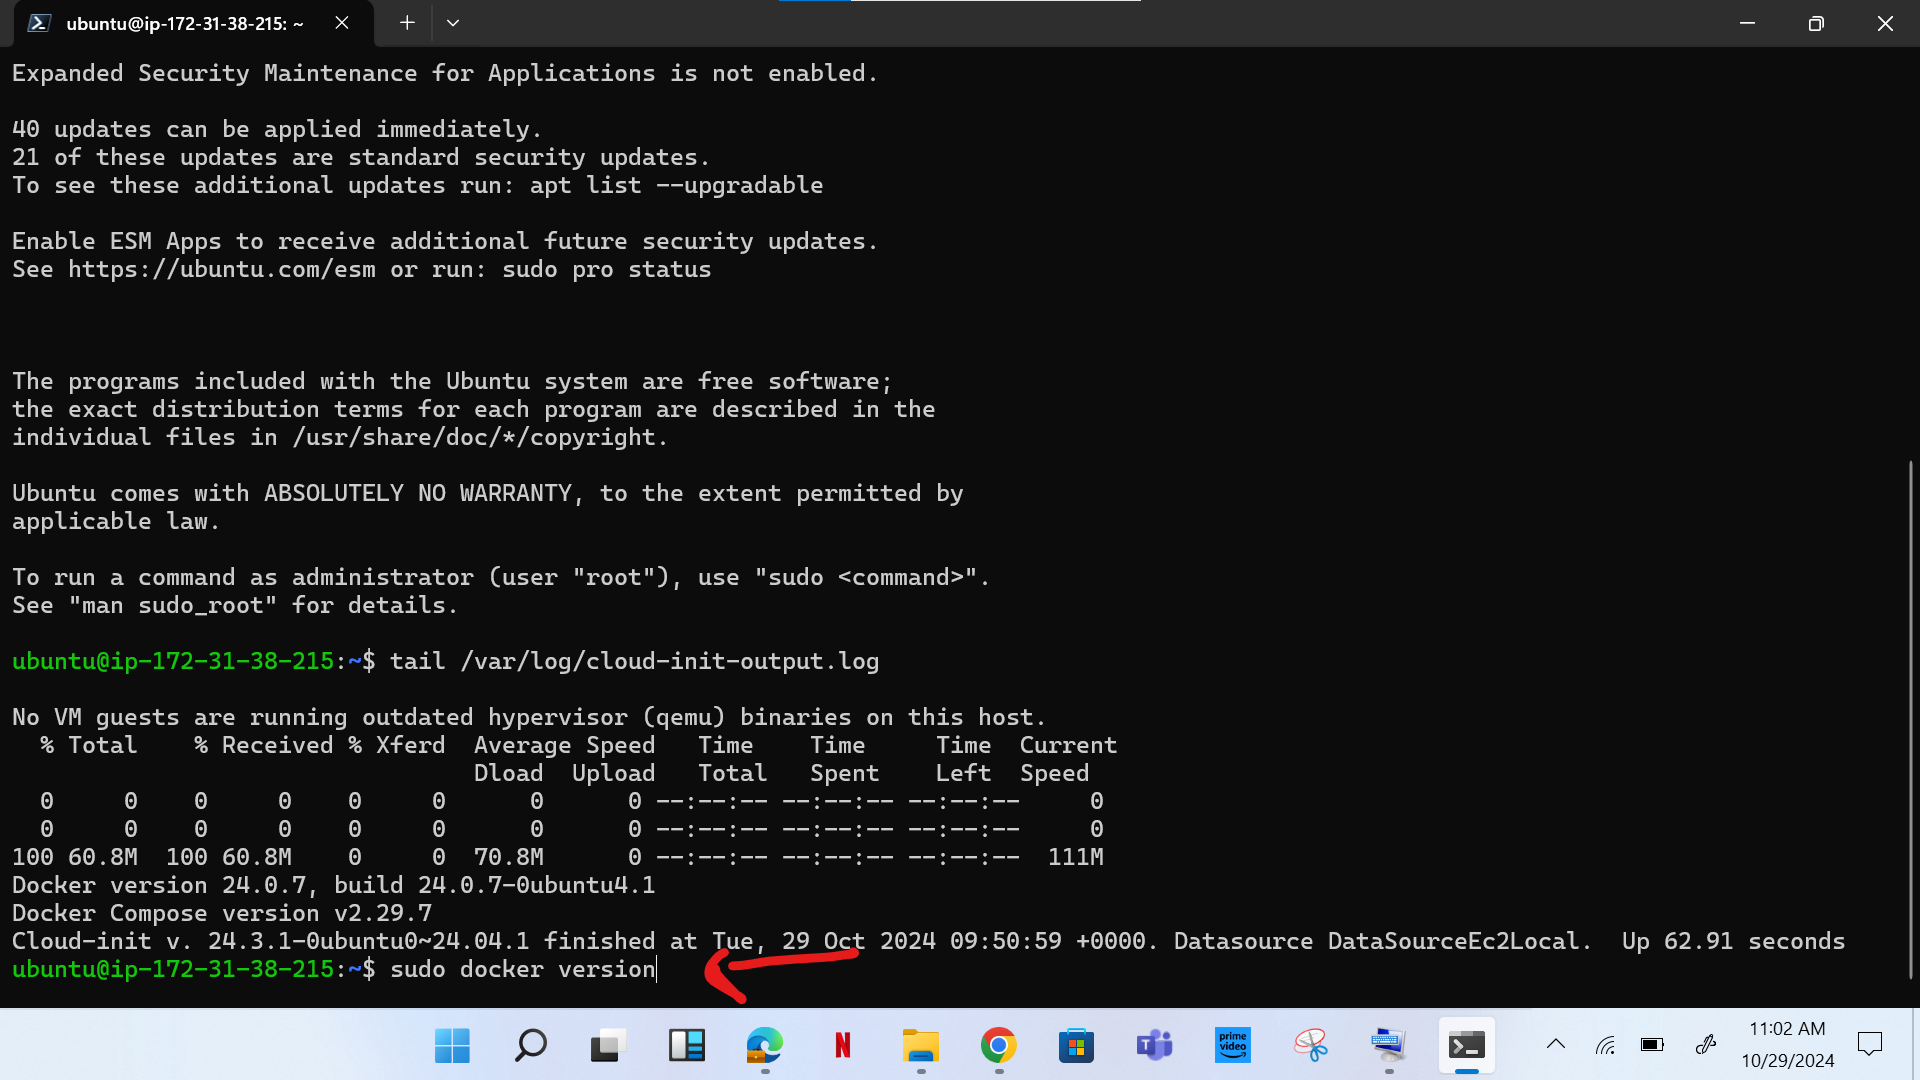 ubuntu@ip-172-31-38-215: ~
Expanded Security Maintenance for Applications is not enabled.
40 updates can be applied immediately.
21 of these updates are standard security updates.
To see these additional updates run: apt list --upgradable
Enable ESM Apps to receive additional future security updates.
See https://ubuntu.com/esm or run: sudo pro status
The programs included with the Ubuntu system are free software;
the exact distribution terms for each program are described in the
individual files in /usr/share/doc/*/copyright.
Ubuntu comes with ABSOLUTELY NO WARRANTY, to the extent permitted by
applicable law.
To run a command as administrator (user "root"), use "sudo <command>".
See "man sudo_root" for details.
ubuntu@ip-172-31-38-215:~$ tail /var/log/cloud-init-output.log
No VM guests are running outdated hypervisor (qemu) binaries on this host.
  % Total    % Received % Xferd  Average Speed   Time    Time     Time  Current
                                 Dload  Upload   Total   Spent    Left  Speed
  0     0    0     0    0     0      0      0 --:--:-- --:--:-- --:--:--     0
  0     0    0     0    0     0      0      0 --:--:-- --:--:-- --:--:--     0
100 60.8M  100 60.8M    0     0  70.8M      0 --:--:-- --:--:-- --:--:--  111M
Docker version 24.0.7, build 24.0.7-0ubuntu4.1
Docker Compose version v2.29.7
Cloud-init v. 24.3.1-0ubuntu0~24.04.1 finished at Tue, 29 Oct 2024 09:50:59 +0000. Datasource DataSourceEc2Local.  Up 62.91 seconds
ubuntu@ip-172-31-38-215:~$ sudo docker version
N
T
prime
video
11:02 AM
10/29/2024